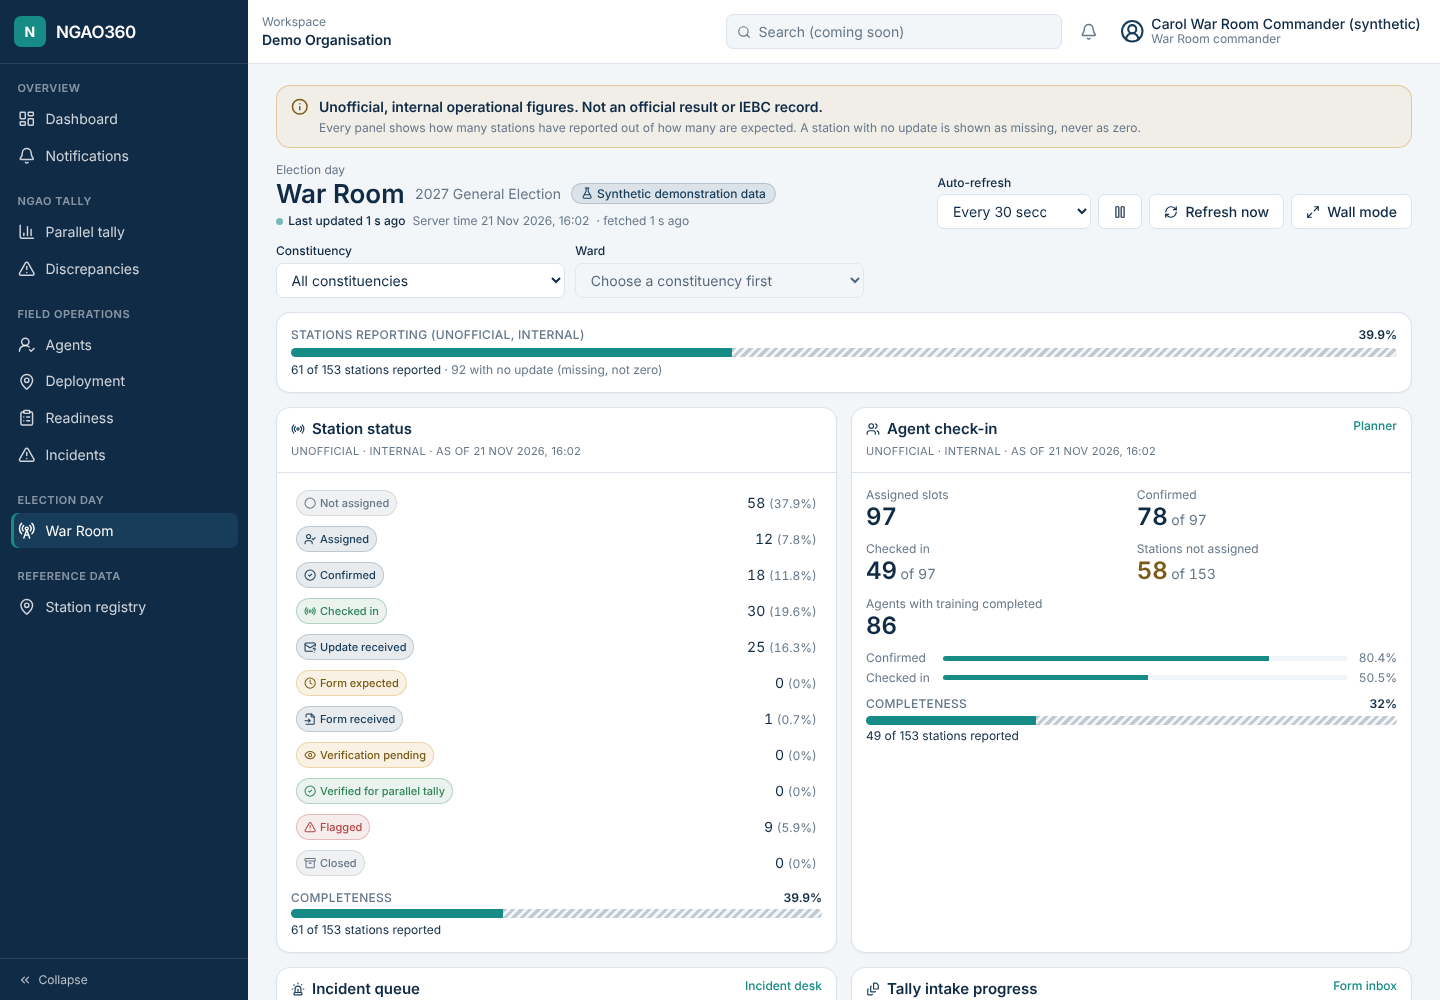 N NGAO360
OVERVIEW
Dashboard
Notifications
NGAO TALLY
Parallel tally
Discrepancies
FIELD OPERATIONS
Agents
Deployment
Readiness
Incidents
ELECTION DAY
War Room
REFERENCE DATA
Station registry
Collapse
Workspace
Demo Organisation
Search (coming soon)
Carol War Room Commander (synthetic)
War Room commander
Unofficial, internal operational figures. Not an official result or IEBC record.
Every panel shows how many stations have reported out of how many are expected. A station with no update is shown as missing, never as zero.
Election day
War Room 2027 General Election Synthetic demonstration data
Last updated 1 s ago Server time 21 Nov 2026, 16:02 · fetched 1 s ago
Auto-refresh
Every 30 secc
Refresh now
Wall mode
Constituency
All constituencies
Ward
Choose a constituency first
STATIONS REPORTING (UNOFFICIAL, INTERNAL) 39.9%
61 of 153 stations reported · 92 with no update (missing, not zero)
Station status
UNOFFICIAL · INTERNAL · AS OF 21 NOV 2026, 16:02
Not assigned 58 (37.9%)
Assigned 12 (7.8%)
Confirmed 18 (11.8%)
Checked in 30 (19.6%)
Update received 25 (16.3%)
Form expected 0 (0%)
Form received 1 (0.7%)
Verification pending 0 (0%)
Verified for parallel tally 0 (0%)
Flagged 9 (5.9%)
Closed 0 (0%)
COMPLETENESS 39.9%
61 of 153 stations reported
Agent check-in Planner
UNOFFICIAL · INTERNAL · AS OF 21 NOV 2026, 16:02
Assigned slots
97
Confirmed
78 of 97
Checked in
49 of 97
Stations not assigned
58 of 153
Agents with training completed
86
Confirmed 80.4%
Checked in 50.5%
COMPLETENESS 32%
49 of 153 stations reported
Incident queue Incident desk
Tally intake progress Form inbox